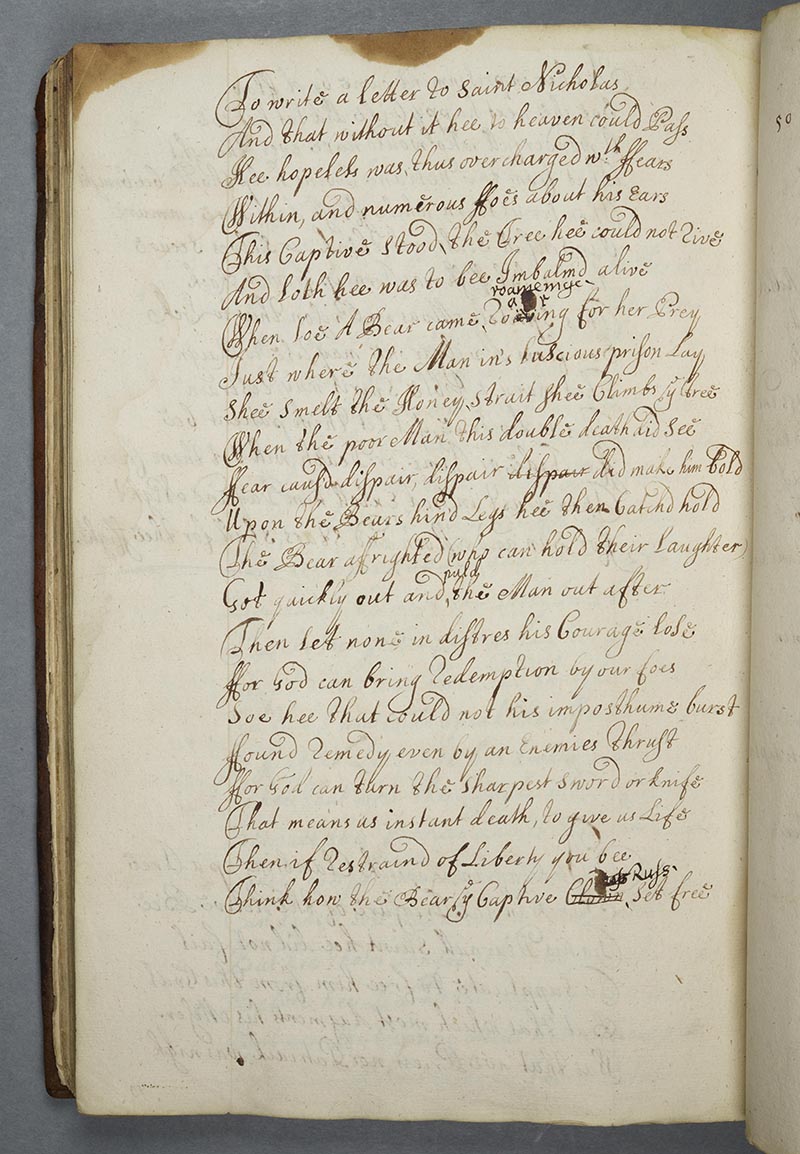 To write a letter to Saint Nicholas
And that without it hee to heaven could Pass
Hee hopeless was, thus overcharged wth ffears
Within, and numerous ffoes about his Ears
This Captive stood, the Tree hee could not Rive
And loth hee was to bee Imbalmd alive
roameinge
When loe A Bear came, Roaving for her Prey
Just where the Man in's luscious prison Lay
Shee smelt the Honey, strait shee Climbs ye tree
When the poor Man this double death did See
ffear causd dispair, dispair dispair did make him bold
Upon the Bears hind Legs hee then Catchd hold
The Bear affrighted (who can hold their laughter)
puld
Got quickly out and the Man out after
Then let none in distres his Courage lose
ffor God can bring Redemption by our foes
Soe hee that could not his imposthume burst
ffound Remedy even by an Enemies thrust
ffor God can turn the sharpest sword or knife
That means us instant death, to give us Life
Then if Restraind of Liberty you bee
Russ
Think how the Bear ye Captive Clown set free
50